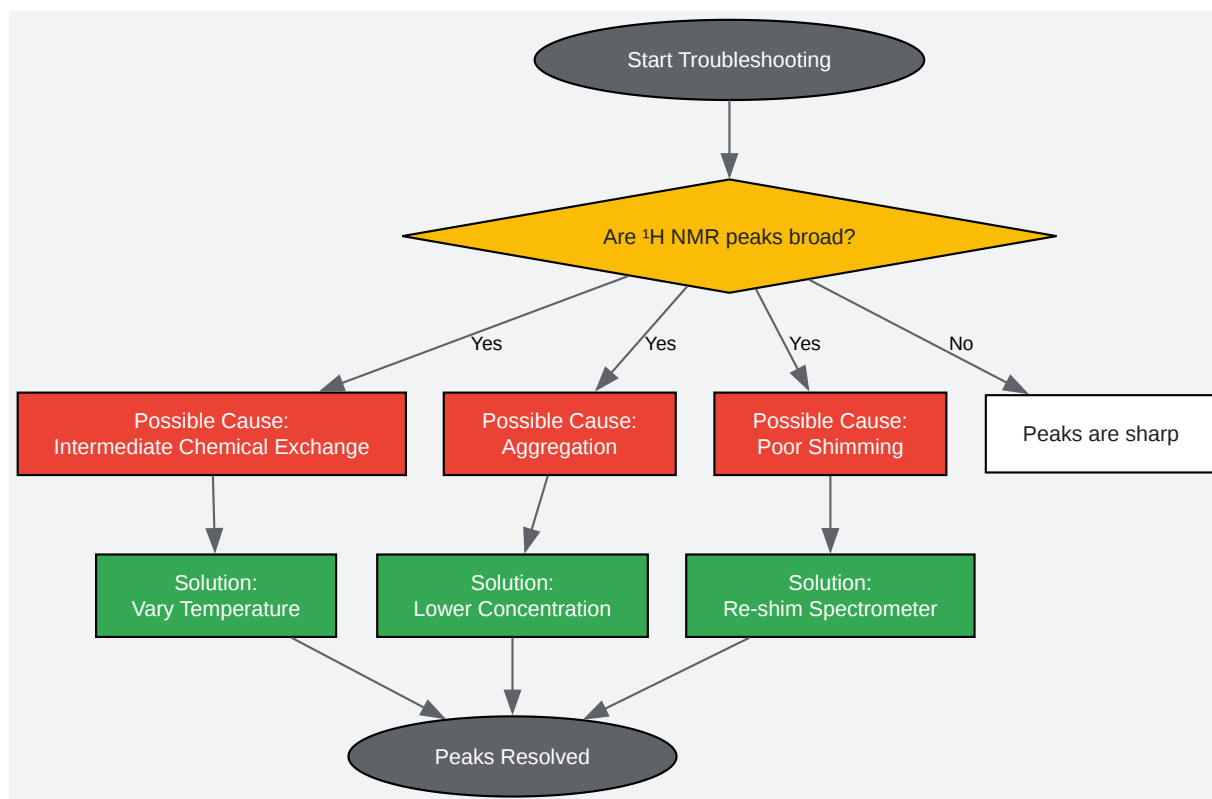 Start Troubleshooting
Are ¹H NMR peaks broad?
Yes
Yes
Yes
No
Possible Cause:
Intermediate Chemical Exchange
Possible Cause:
Aggregation
Possible Cause:
Poor Shimming
Peaks are sharp
Solution:
Vary Temperature
Solution:
Lower Concentration
Solution:
Re-shim Spectrometer
Peaks Resolved